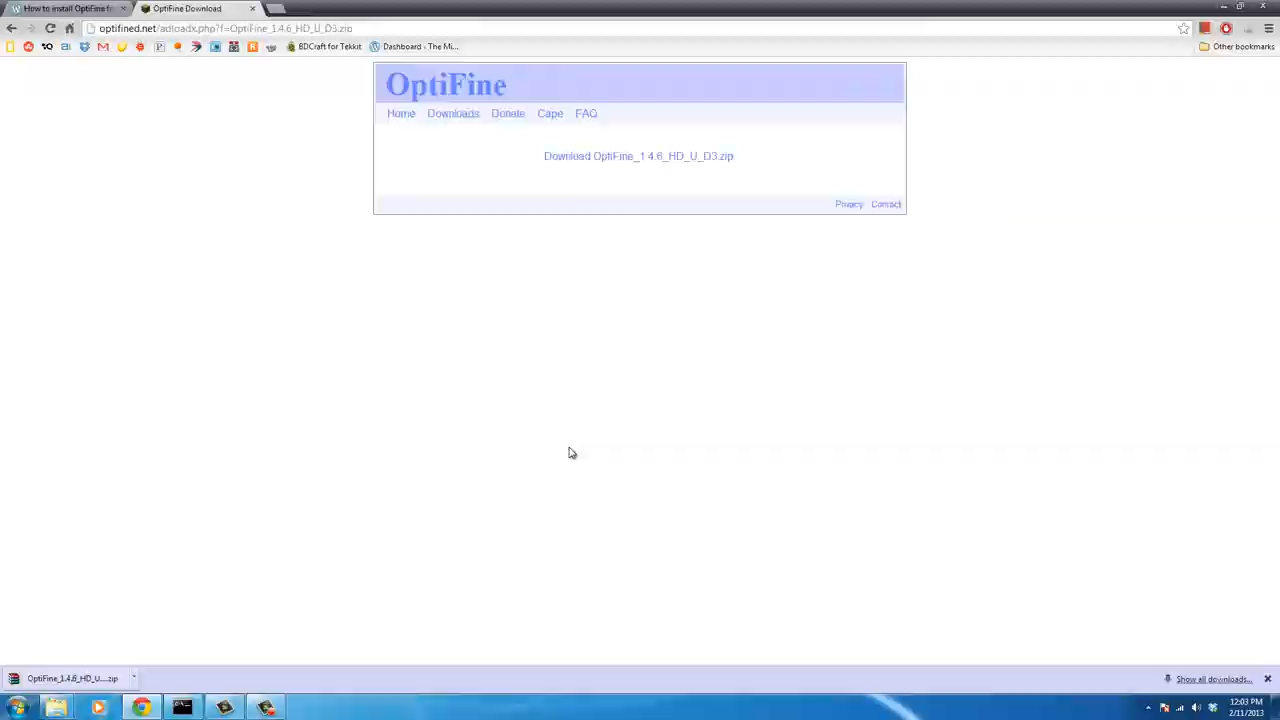 How to install OptiFine fo
OptiFine Download
optifined.net/adloadx.php?f=OptiFine_1.4.6_HD_U_D3.zip
BDCraft for Tekkit
Dashboard - The Mi...
Other bookmarks
OptiFine
Home Downloads Donate Cape FAQ
Download OptiFine_1.4.6_HD_U_D3.zip
Privacy Contact
OptiFine_1.4.6_HD_U....zip
Show all downloads...
12:03 PM
2/11/2013